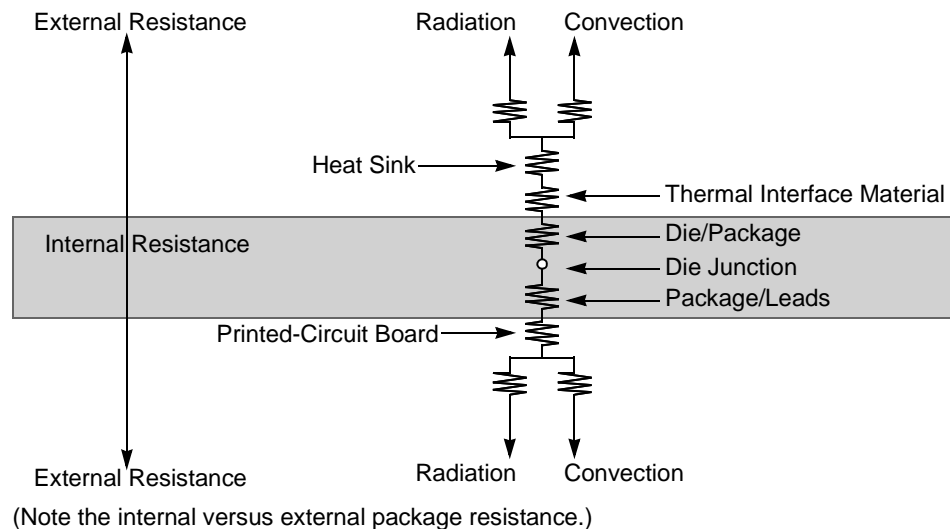 External Resistance
Radiation Convection
Heat Sink
Thermal Interface Material
Internal Resistance
Die/Package
Die Junction
Package/Leads
Printed-Circuit Board
External Resistance
Radiation Convection
(Note the internal versus external package resistance.)